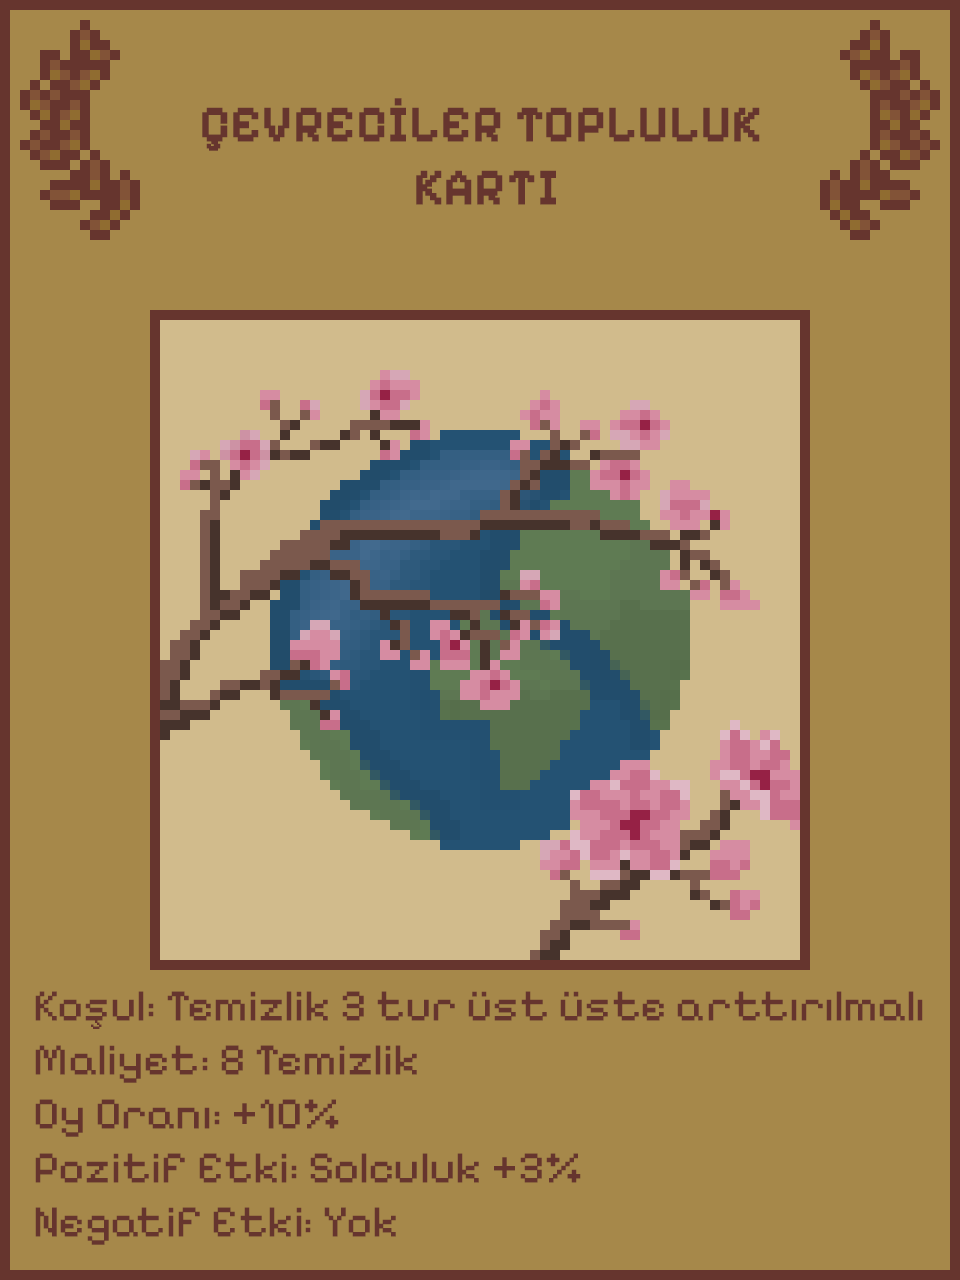 ÇEVRECİLER TOPLULUK
KARTI
Koşul: Temizlik 3 tur üst üste arttırılmalı
Maliyet: 8 Temizlik
Oy Oranı: +10%
Pozitif Etki: Solculuk +3%
Negatif Etki: Yok